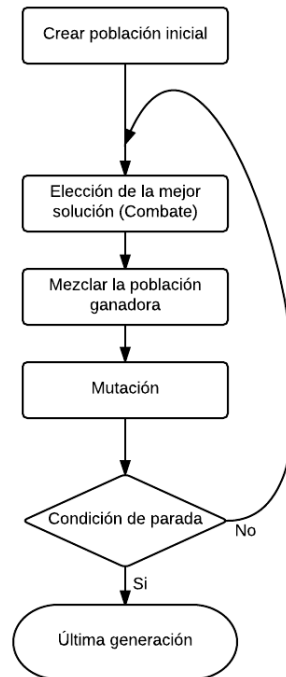 Crear población inicial
Elección de la mejor
solución (Combate)
Mezclar la población
ganadora
Mutación
Condición de parada
No
Si
Última generación